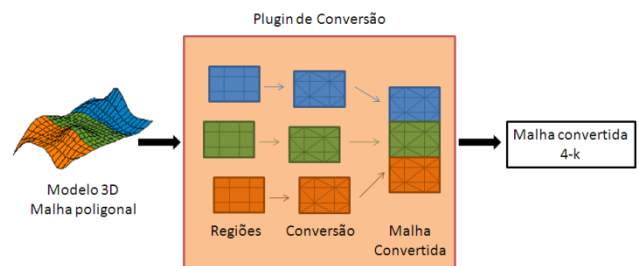 Plugin de Conversão
Modelo 3D
Malha poligonal
Regiões
Conversão
Malha
Convertida
Malha convertida
4-k